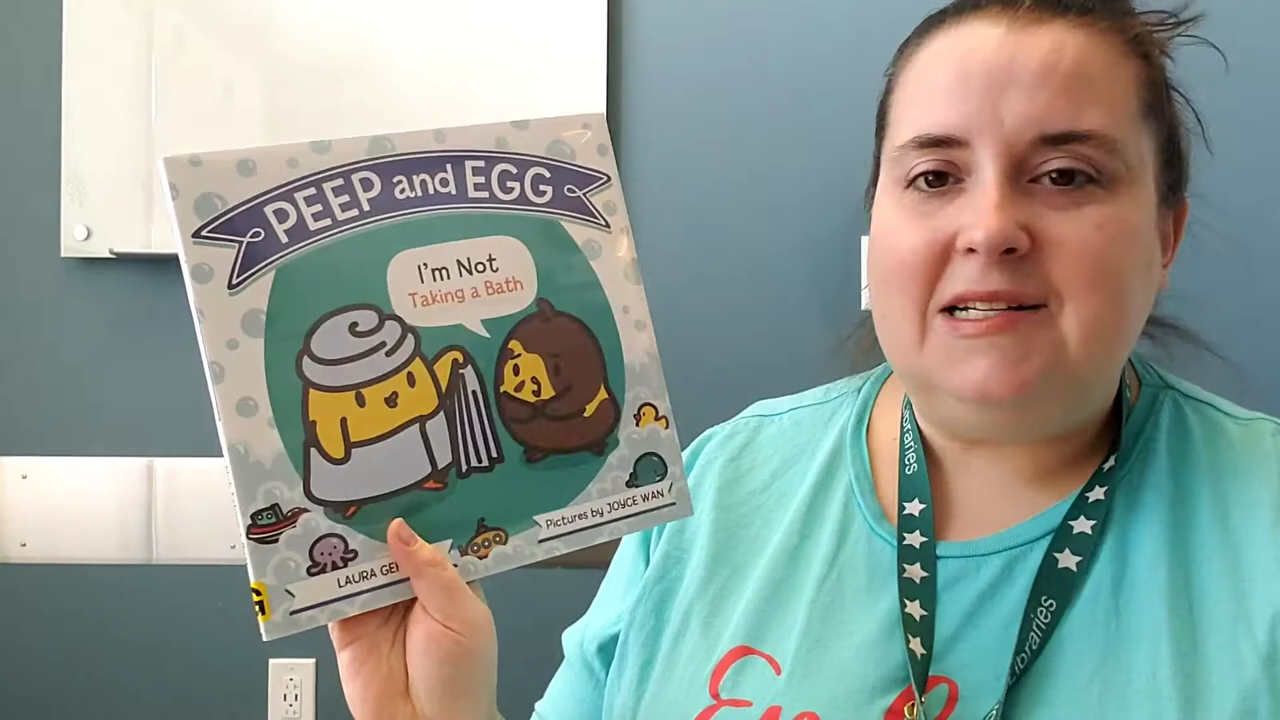 PEEP and EGG
I'm Not
Taking a Bath
Pictures by JOYCE WAN
LAURA
Libraries
Libraries